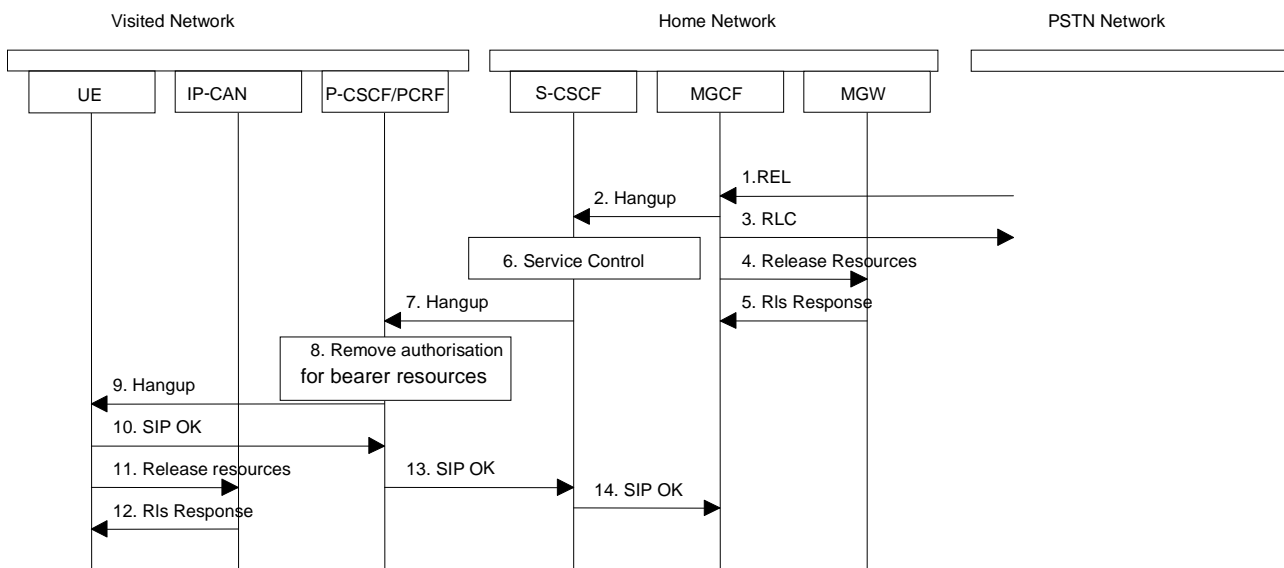 Visited Network
Home Network
PSTN Network
UE
IP-CAN
P-CSCF/PCRF
S-CSCF
MGCF
MGW
1.REL
2. Hangup
3. RLC
6. Service Control
4. Release Resources
7. Hangup
5. Rls Response
8. Remove authorisation
for bearer resources
9. Hangup
10. SIP OK
11. Release resources
13. SIP OK
14. SIP OK
12. Rls Response